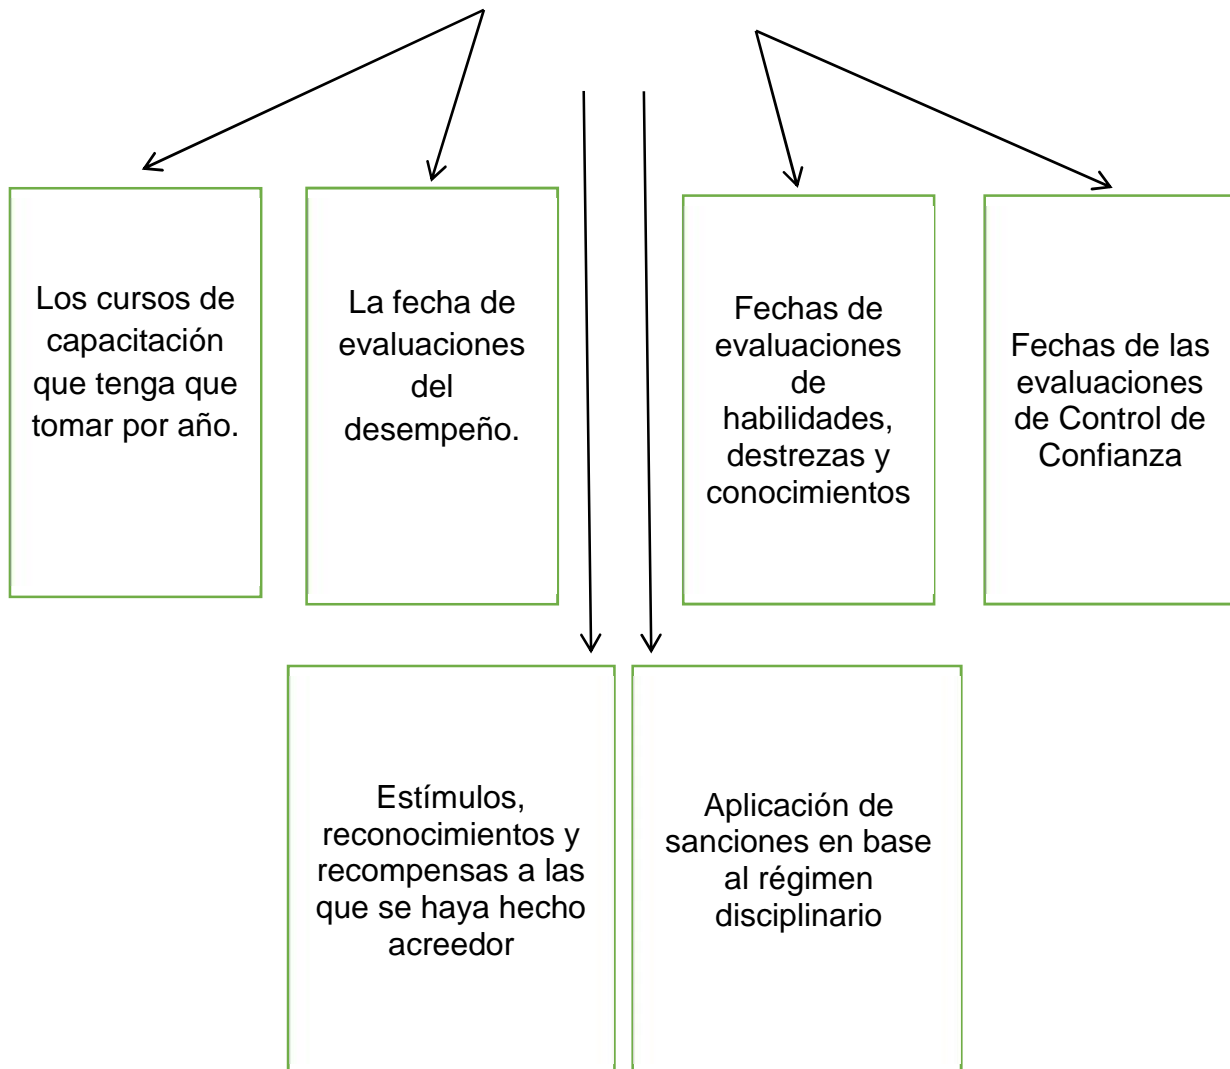 Los cursos de
capacitación
que tenga que
tomar por año.
La fecha de
evaluaciones
del
desempeño.
Fechas de
evaluaciones
de
habilidades,
destrezas y
conocimientos
Fechas de las
evaluaciones
de Control de
Confianza
Estímulos,
reconocimientos y
recompensas a las
que se haya hecho
acreedor
Aplicación de
sanciones en base
al régimen
disciplinario